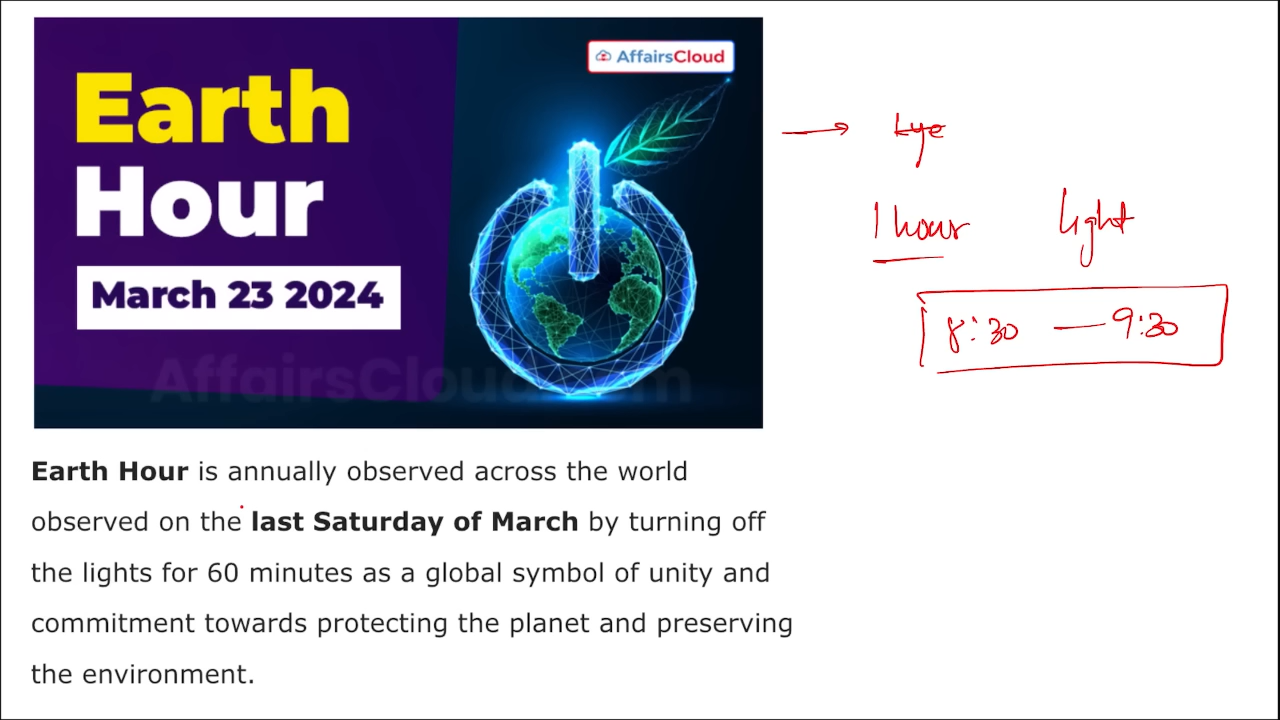 AffairsCloud
Earth
Hour
March 23 2024
AffairsCloud.com
Earth Hour is annually observed across the world
observed on the last Saturday of March by turning off
the lights for 60 minutes as a global symbol of unity and
commitment towards protecting the planet and preserving
the environment.
1 hour light
8:30 — 9:30